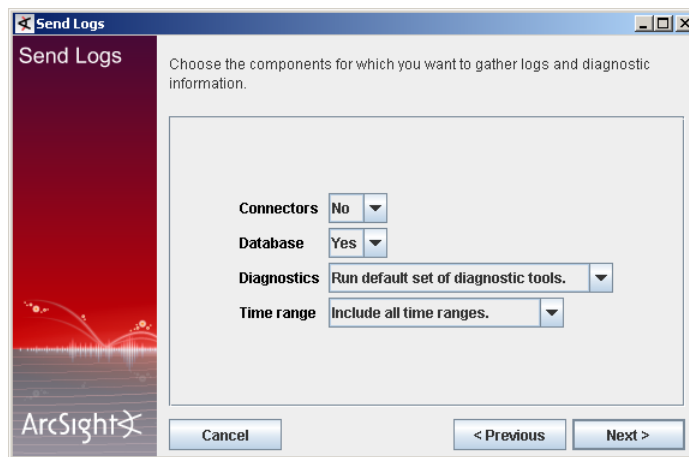 Send Logs
Send Logs
Choose the components for which you want to gather logs and diagnostic
information.
Connectors No
Database Yes
Diagnostics Run default set of diagnostic tools.
Time range Include all time ranges.
ArcSight
Cancel < Previous Next >